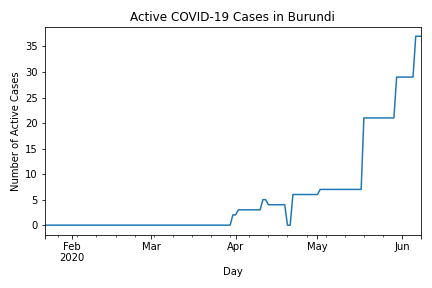 Active COVID-19 Cases in Burundi
Number of Active Cases
35
30
25
20
15
10
5
0
Feb Mar Apr May Jun
2020
Day